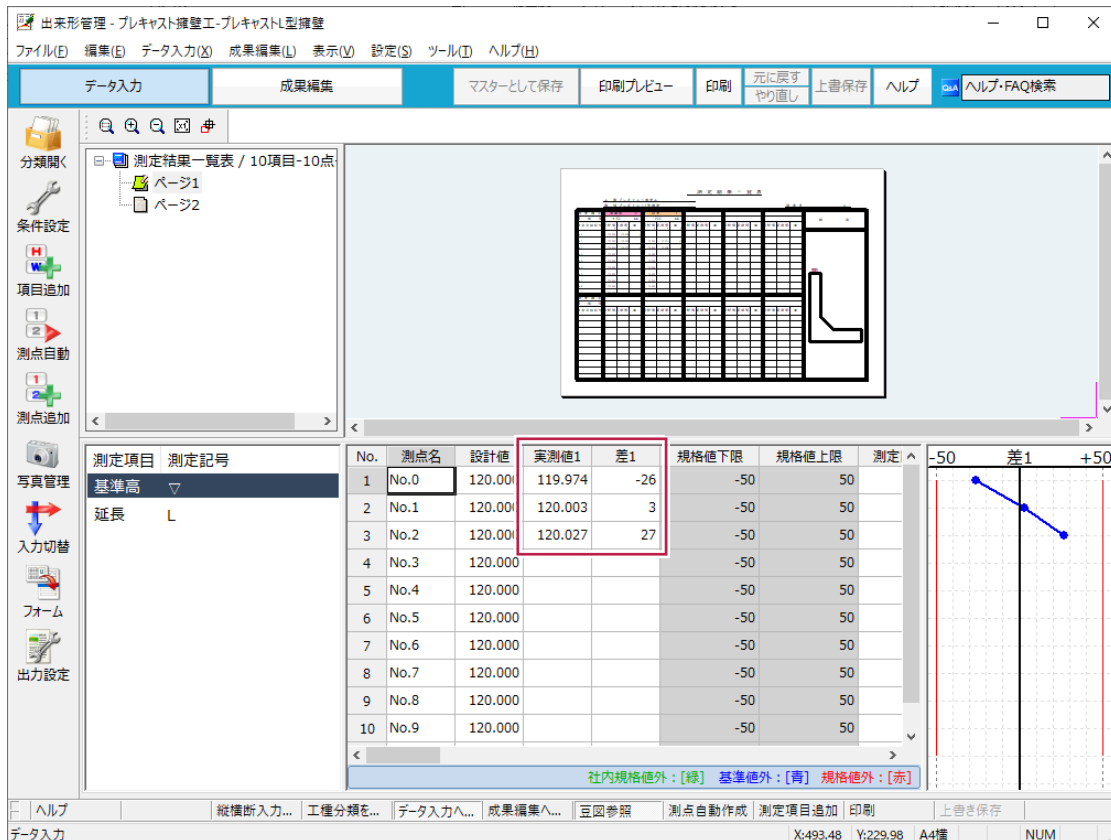 出来形管理 - プレキャスト擁壁工-プレキャストL型擁壁
ファイル(F) 編集(E) データ入力(X) 成果編集(L) 表示(V) 設定(S) ツール(T) ヘルプ(H)
データ入力 成果編集 マスターとして保存 印刷プレビュー 印刷 元に戻す やり直し 上書保存 ヘルプ Q&A ヘルプ・FAQ検索
分類開く
条件設定
項目追加
測点自動
測点追加
写真管理
入力切替
フォーム
出力設定
測定結果一覧表 / 10項目-10点
ページ1
ページ2
測定結果一覧表
測定項目 測定記号
基準高 ▽
延長 L
No. 測点名 設計値 実測値1 差1 規格値下限 規格値上限 測定
1 No.0 120.00 119.974 -26 -50 50
2 No.1 120.00 120.003 3 -50 50
3 No.2 120.00 120.027 27 -50 50
4 No.3 120.000 -50 50
5 No.4 120.000 -50 50
6 No.5 120.000 -50 50
7 No.6 120.000 -50 50
8 No.7 120.000 -50 50
9 No.8 120.000 -50 50
10 No.9 120.000 -50 50
社内規格値外：[緑] 基準値外：[青] 規格値外：[赤]
-50 差1 +50
ヘルプ 縦横断入力... 工種分類を... データ入力へ... 成果編集へ... 豆図参照 測点自動作成 測定項目追加 印刷 上書き保存
データ入力 X:493.48 Y:229.98 A4横 NUM